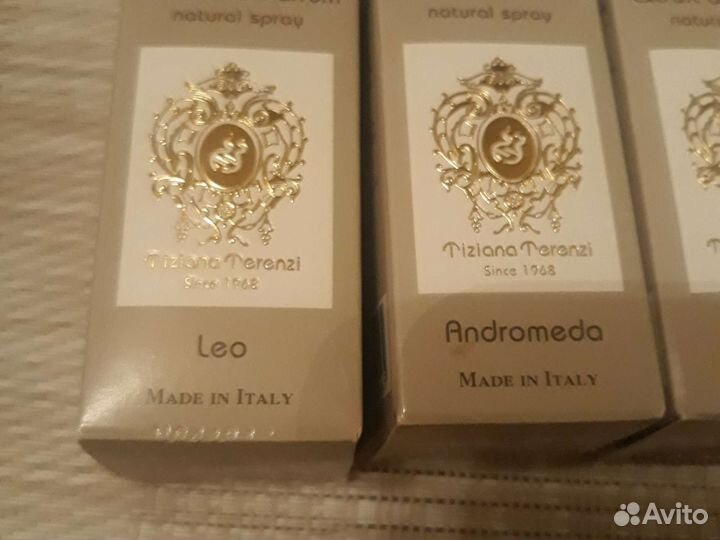 natural spray
Tiziana Terenzi
Since 1968
Leo
MADE IN ITALY
natural spray
Tiziana Terenzi
Since 1968
Andromeda
MADE IN ITALY
Avito